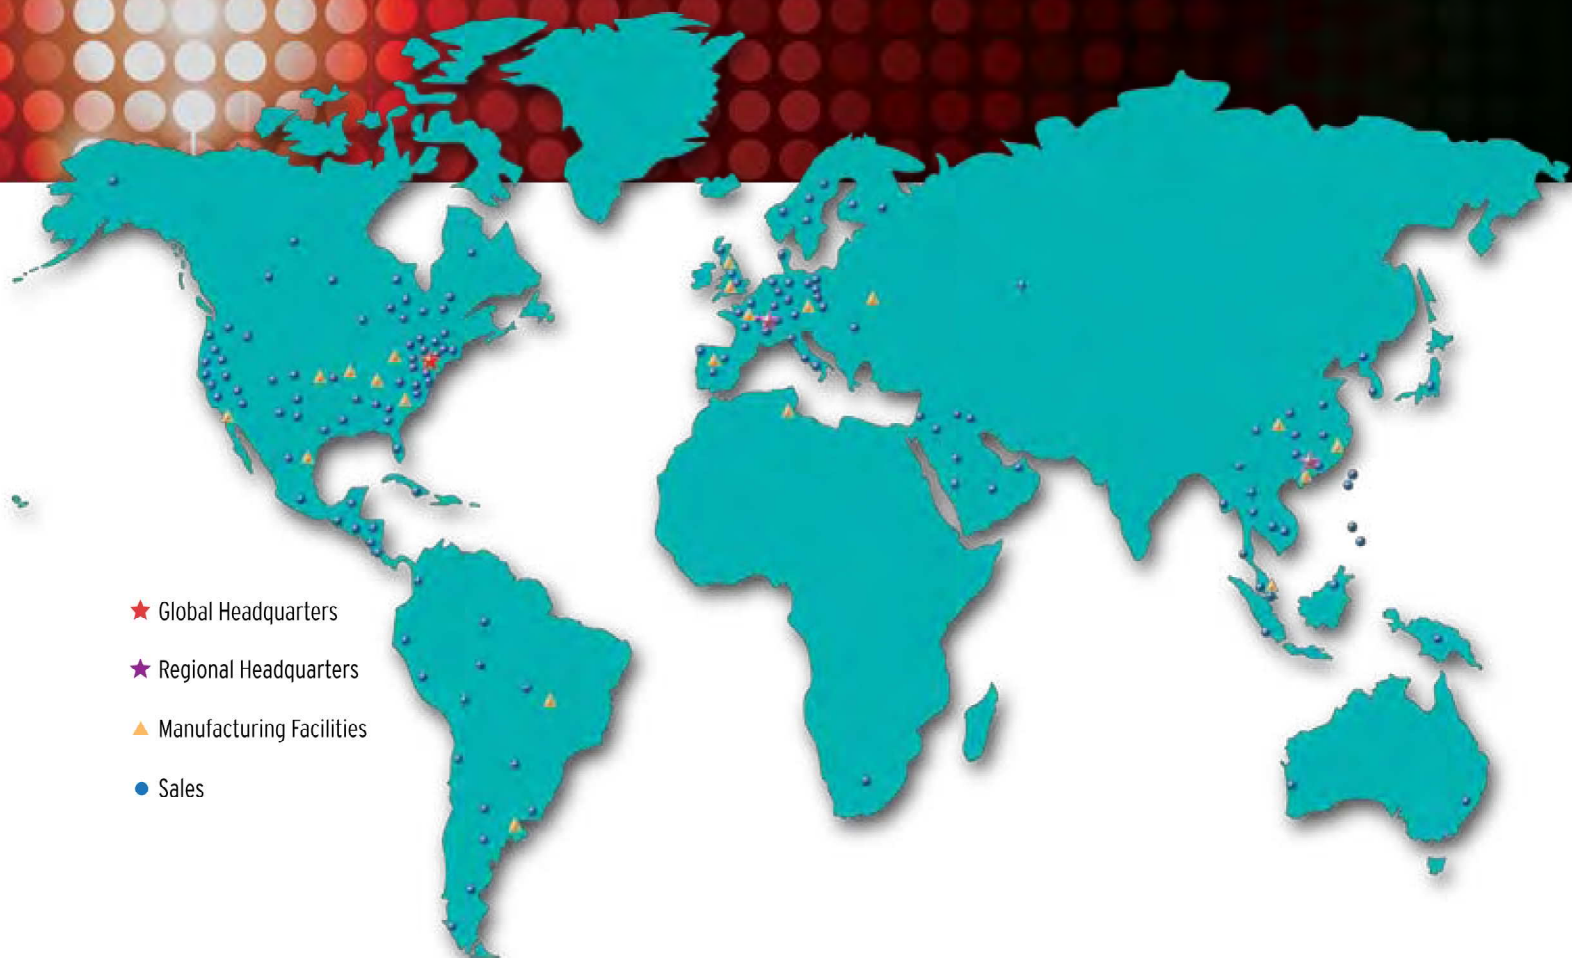 Global Headquarters
Regional Headquarters
Manufacturing Facilities
Sales